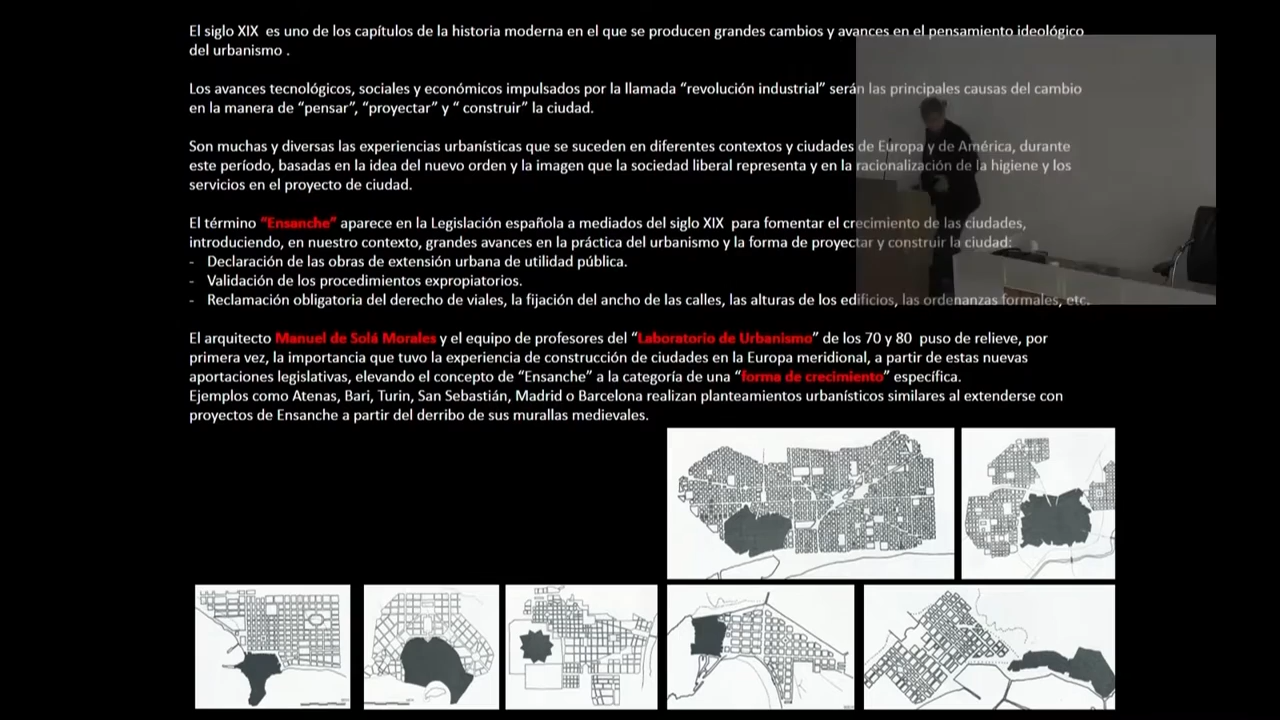 El siglo XIX es uno de los capítulos de la historia moderna en el que se producen grandes cambios y avances en el pensamiento ideológico
del urbanismo .
Los avances tecnológicos, sociales y económicos impulsados por la llamada “revolución industrial” serán las principales causas del cambio
en la manera de “pensar”, “proyectar” y “ construir” la ciudad.
Son muchas y diversas las experiencias urbanísticas que se suceden en diferentes contextos y ciudades de Europa y de América, durante
este período, basadas en la idea del nuevo orden y la imagen que la sociedad liberal representa y en la racionalización de la higiene y los
servicios en el proyecto de ciudad.
El término “Ensanche” aparece en la Legislación española a mediados del siglo XIX para fomentar el crecimiento de las ciudades,
introduciendo, en nuestro contexto, grandes avances en la práctica del urbanismo y la forma de proyectar y construir la ciudad:
- Declaración de las obras de extensión urbana de utilidad pública.
- Validación de los procedimientos expropiatorios.
- Reclamación obligatoria del derecho de viales, la fijación del ancho de las calles, las alturas de los edificios, las ordenanzas formales, etc.
El arquitecto Manuel de Solá Morales y el equipo de profesores del “Laboratorio de Urbanismo” de los 70 y 80 puso de relieve, por
primera vez, la importancia que tuvo la experiencia de construcción de ciudades en la Europa meridional, a partir de estas nuevas
aportaciones legislativas, elevando el concepto de “Ensanche” a la categoría de una “forma de crecimiento” específica.
Ejemplos como Atenas, Bari, Turin, San Sebastián, Madrid o Barcelona realizan planteamientos urbanísticos similares al extenderse con
proyectos de Ensanche a partir del derribo de sus murallas medievales.